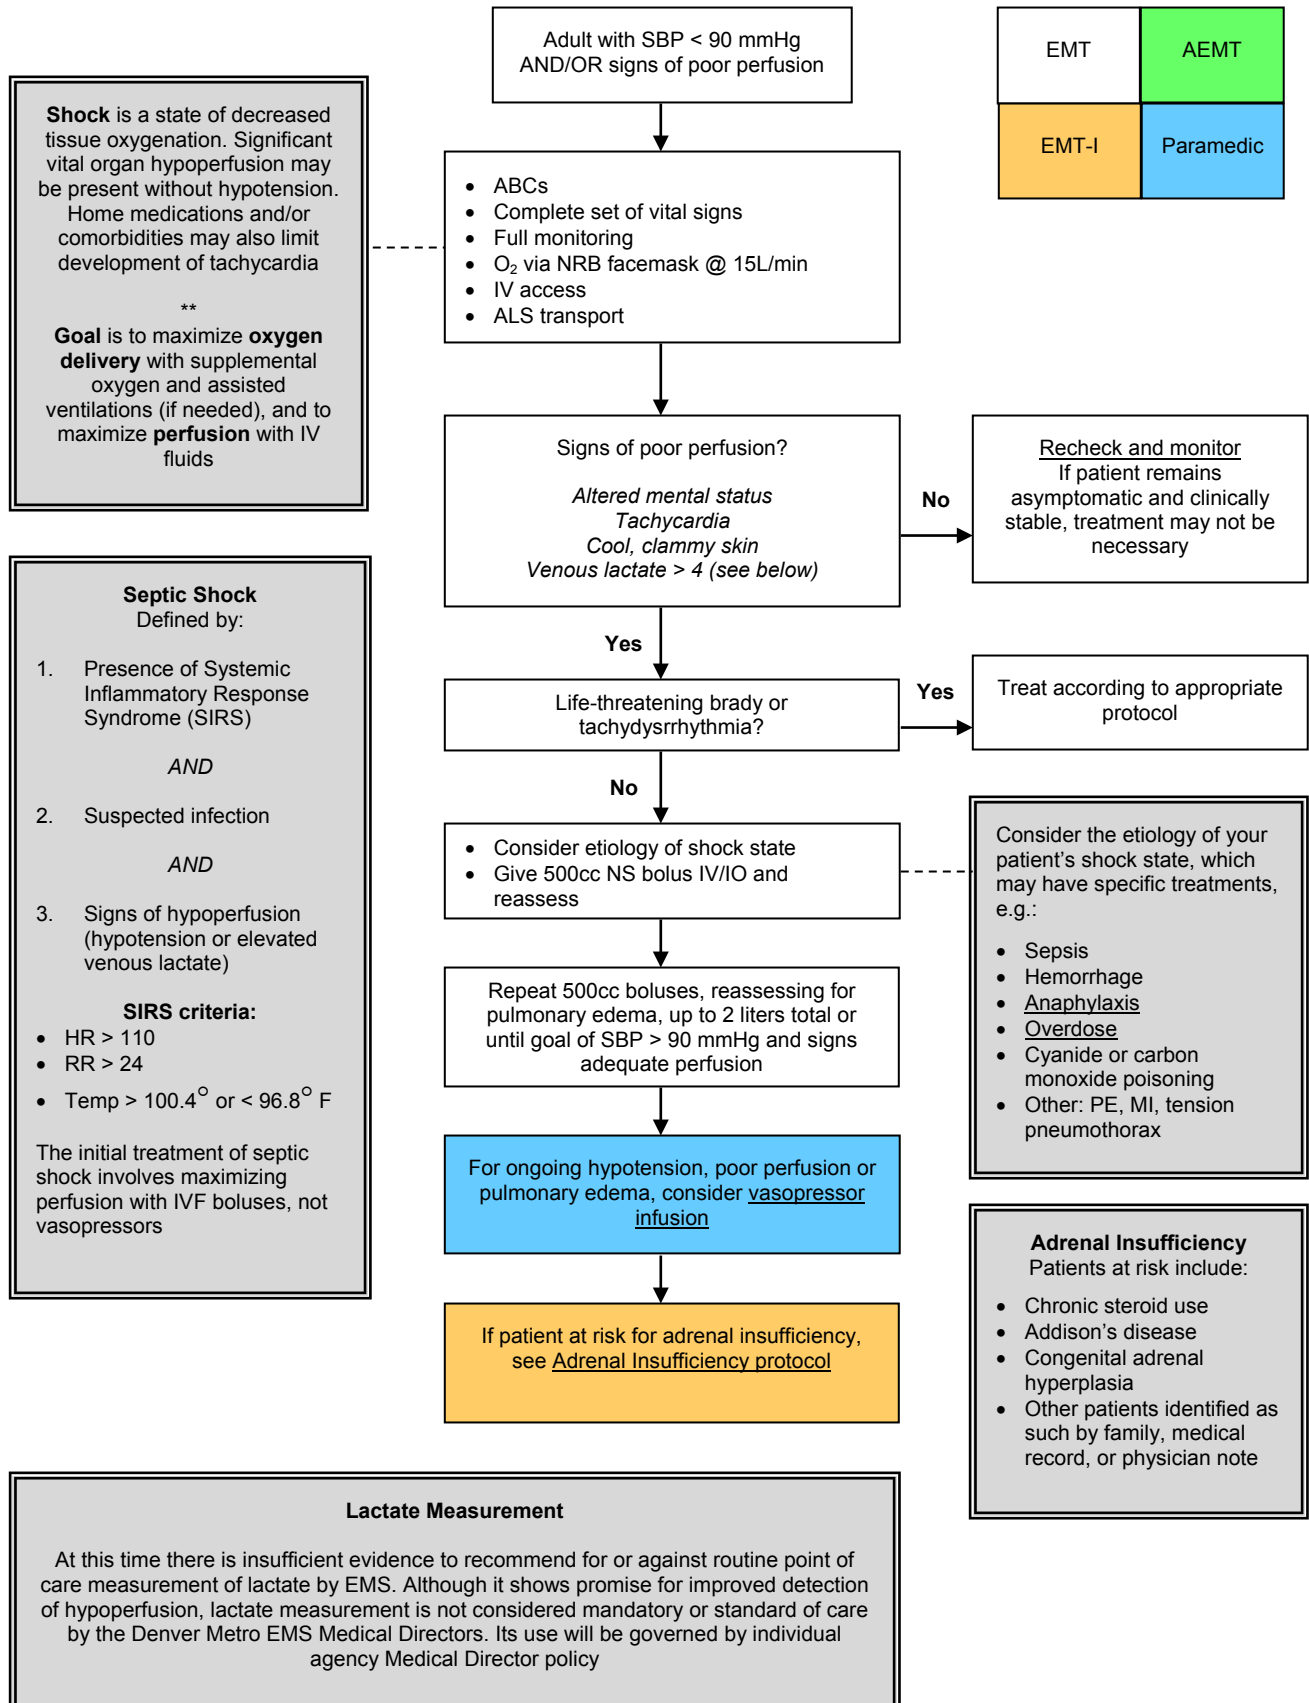 Adult with SBP < 90 mmHg
AND/OR signs of poor perfusion
EMT
AEMT
EMT-I
Paramedic
Shock is a state of decreased
tissue oxygenation. Significant
vital organ hypoperfusion may
be present without hypotension.
Home medications and/or
comorbidities may also limit
development of tachycardia
**
Goal is to maximize oxygen
delivery with supplemental
oxygen and assisted
ventilations (if needed), and to
maximize perfusion with IV
fluids
• ABCs
• Complete set of vital signs
• Full monitoring
• O₂ via NRB facemask @ 15L/min
• IV access
• ALS transport
Signs of poor perfusion?
Altered mental status
Tachycardia
Cool, clammy skin
Venous lactate > 4 (see below)
No
Recheck and monitor
If patient remains
asymptomatic and clinically
stable, treatment may not be
necessary
Yes
Life-threatening brady or
tachydysrrhythmia?
Yes
Treat according to appropriate
protocol
No
• Consider etiology of shock state
• Give 500cc NS bolus IV/IO and
reassess
Repeat 500cc boluses, reassessing for
pulmonary edema, up to 2 liters total or
until goal of SBP > 90 mmHg and signs
adequate perfusion
For ongoing hypotension, poor perfusion or
pulmonary edema, consider vasopressor
infusion
If patient at risk for adrenal insufficiency,
see Adrenal Insufficiency protocol
Septic Shock
Defined by:
1. Presence of Systemic
Inflammatory Response
Syndrome (SIRS)
AND
2. Suspected infection
AND
3. Signs of hypoperfusion
(hypotension or elevated
venous lactate)
SIRS criteria:
• HR > 110
• RR > 24
• Temp > 100.4° or < 96.8° F
The initial treatment of septic
shock involves maximizing
perfusion with IVF boluses, not
vasopressors
Consider the etiology of your
patient's shock state, which
may have specific treatments,
e.g.:
• Sepsis
• Hemorrhage
• Anaphylaxis
• Overdose
• Cyanide or carbon
monoxide poisoning
• Other: PE, MI, tension
pneumothorax
Adrenal Insufficiency
Patients at risk include:
• Chronic steroid use
• Addison's disease
• Congenital adrenal
hyperplasia
• Other patients identified as
such by family, medical
record, or physician note
Lactate Measurement
At this time there is insufficient evidence to recommend for or against routine point of
care measurement of lactate by EMS. Although it shows promise for improved detection
of hypoperfusion, lactate measurement is not considered mandatory or standard of care
by the Denver Metro EMS Medical Directors. Its use will be governed by individual
agency Medical Director policy